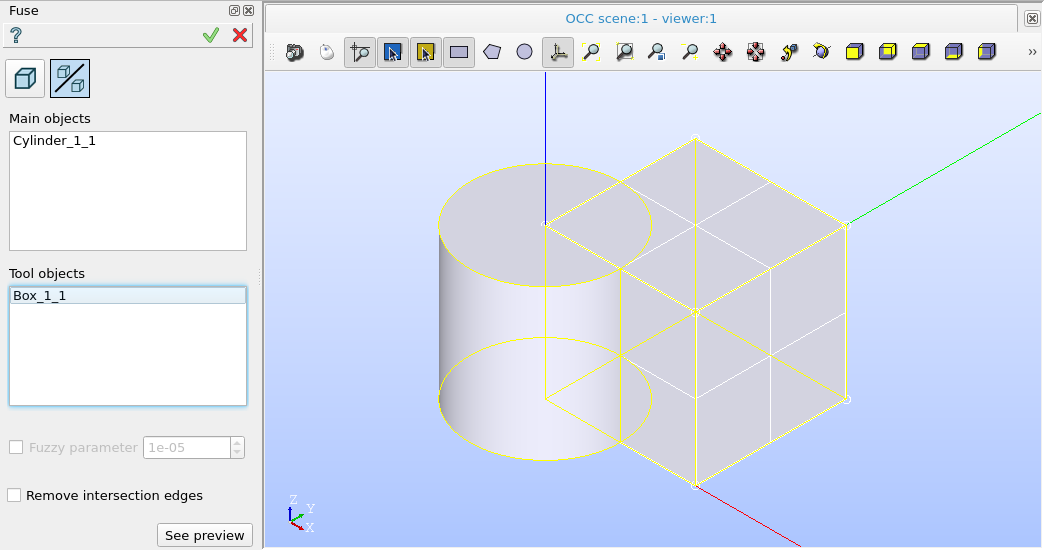 Fuse
Main objects
Cylinder_1_1
Tool objects
Box_1_1
Fuzzy parameter 1e-05
Remove intersection edges
See preview
OCC scene:1 - viewer:1
Z
Y
X